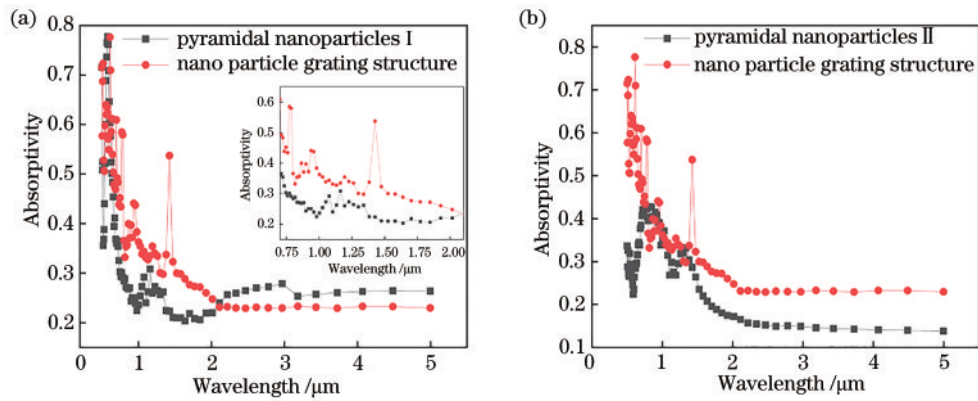 (a)
0.8
0.7
0.6
0.5
0.4
0.3
0.2
Absorptivity
pyramidal nanoparticles I
nano particle grating structure
0.6
0.5
0.4
0.3
0.2
Absorptivity
0.75 1.00 1.25 1.50 1.75 2.00
Wavelength /μm
0 1 2 3 4 5
Wavelength /μm
(b)
0.8
0.7
0.6
0.5
0.4
0.3
0.2
0.1
Absorptivity
pyramidal nanoparticles II
nano particle grating structure
0 1 2 3 4 5
Wavelength /μm